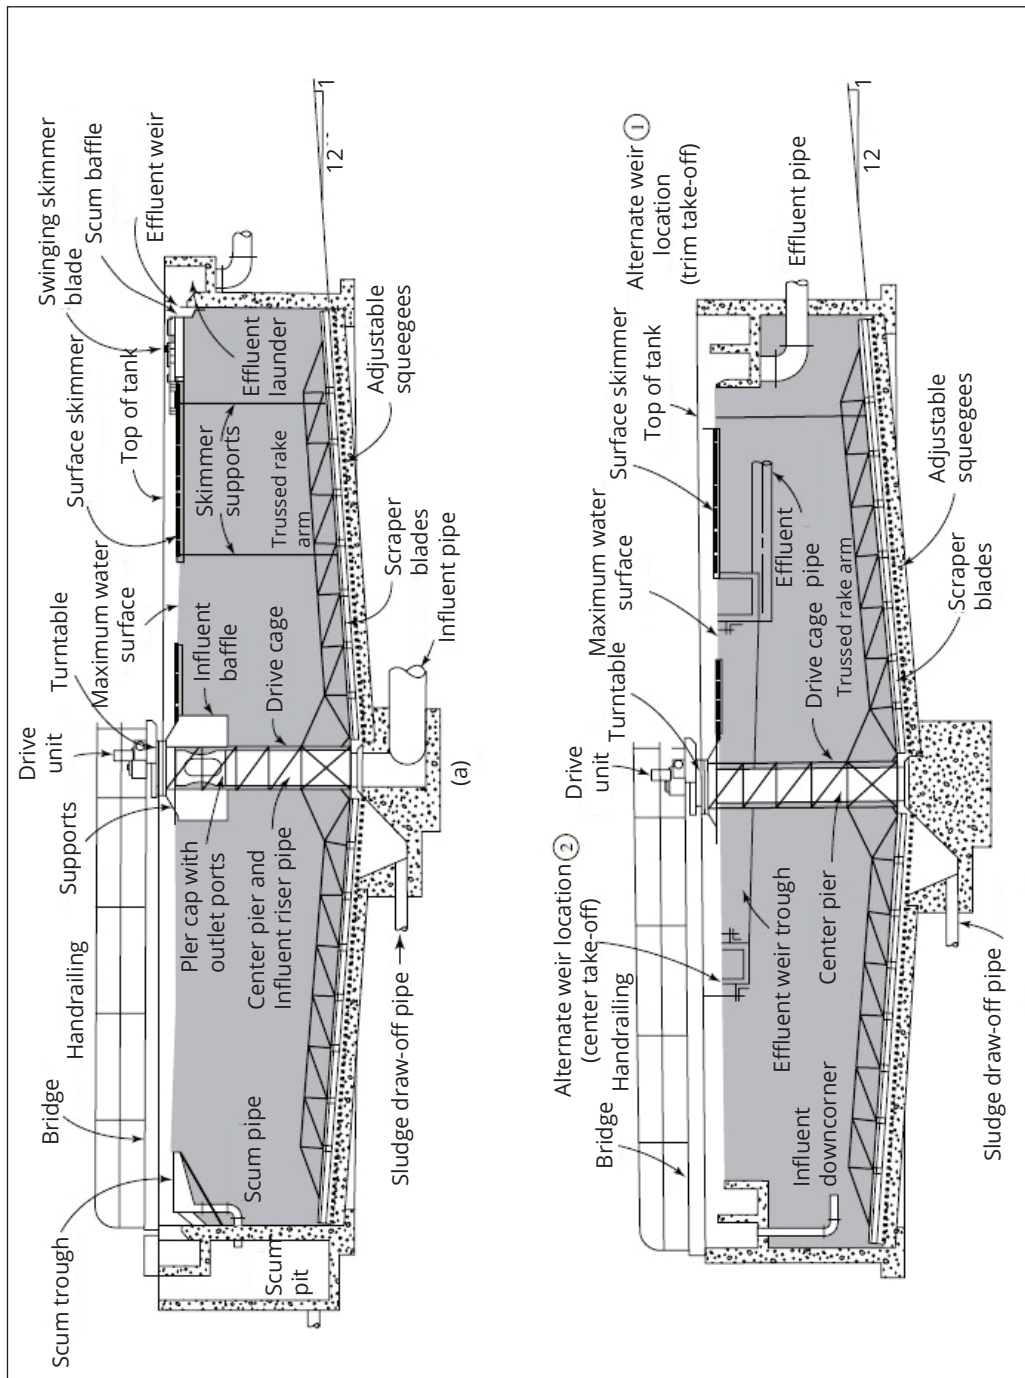 Scum trough
Bridge
Handrailing
Supports
Drive
unit
Turntable
Maximum water
surface
Surface skimmer
Top of tank
Swinging skimmer
blade
Scum baffle
Effluent weir
1
12
Scum
pit
Scum pipe
Pler cap with
outlet ports
Center pier and
Influent riser pipe
Influent
baffle
Drive cage
Skimmer
supports
Trussed rake
arm
Effluent
launder
Adjustable
squeegees
Scraper
blades
Influent pipe
Sludge draw-off pipe
(a)
Bridge
Alternate weir location 2
(center take-off)
Handrailing
Drive
unit
Turntable
Maximum water
surface
Surface skimmer
Top of tank
Alternate weir 1
location
(trim take-off)
Effluent pipe
1
12
Influent
downcorner
Effluent weir trough
Center pier
Drive cage
Trussed rake arm
Effluent
pipe
Adjustable
squeegees
Scraper
blades
Sludge draw-off pipe